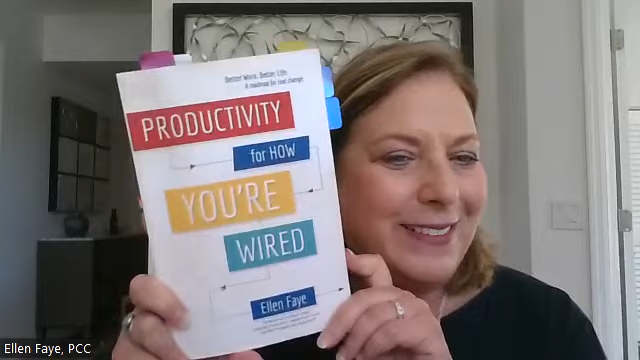 Better Work. Better Life.
A roadmap for real change.
PRODUCTIVITY
for HOW
YOU'RE
WIRED
Ellen Faye
Ellen Faye, PCC